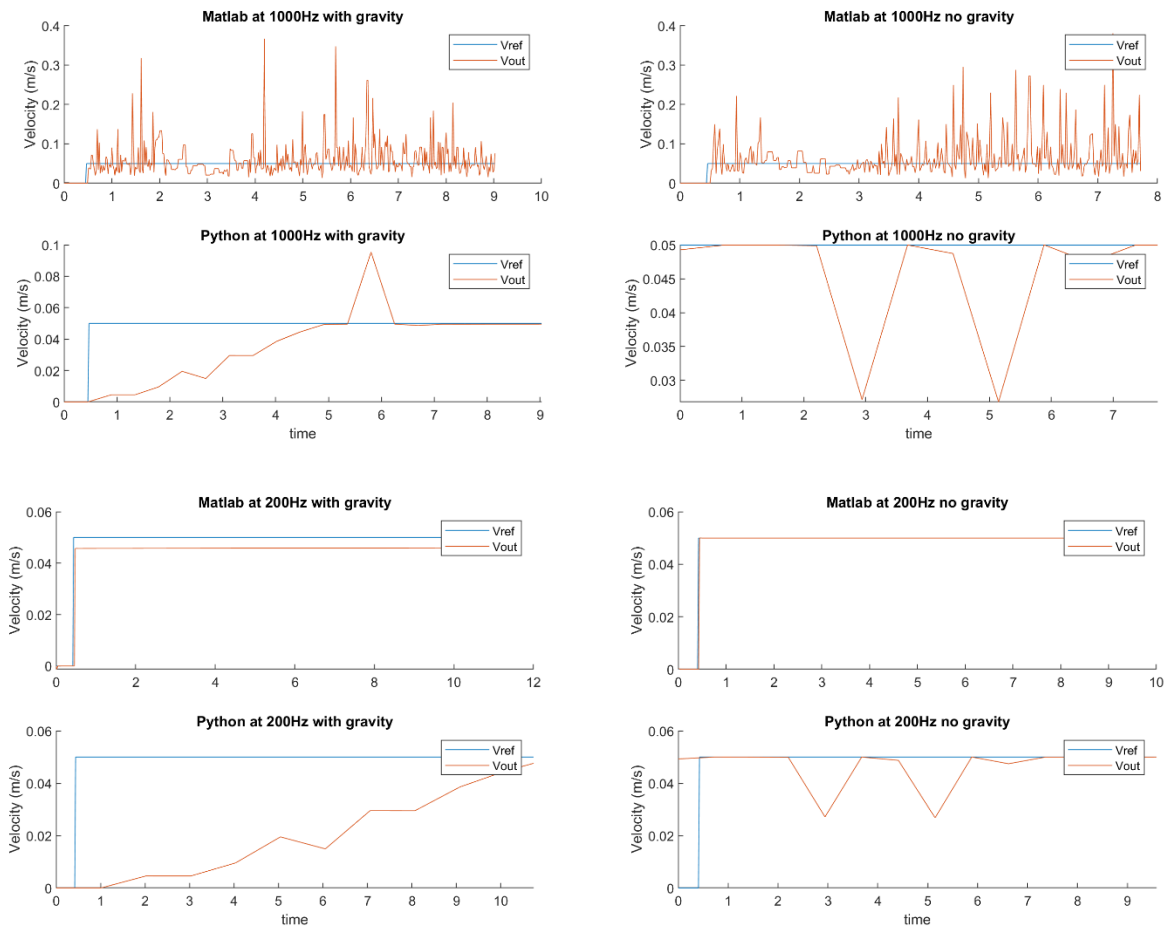 Matlab at 1000Hz with gravity
Velocity (m/s)
0.4
0.3
0.2
0.1
0
0 1 2 3 4 5 6 7 8 9 10
Vref
Vout
Matlab at 1000Hz no gravity
Velocity (m/s)
0.4
0.3
0.2
0.1
0
0 1 2 3 4 5 6 7 8
Vref
Vout
Python at 1000Hz with gravity
Velocity (m/s)
0.1
0.08
0.06
0.04
0.02
0
0 1 2 3 4 5 6 7 8 9
time
Vref
Vout
Python at 1000Hz no gravity
Velocity (m/s)
0.05
0.045
0.04
0.035
0.03
0 1 2 3 4 5 6 7
time
Vref
Vout
Matlab at 200Hz with gravity
Velocity (m/s)
0.06
0.04
0.02
0
0 2 4 6 8 10 12
Vref
Vout
Matlab at 200Hz no gravity
Velocity (m/s)
0.06
0.04
0.02
0
0 1 2 3 4 5 6 7 8 9 10
Vref
Vout
Python at 200Hz with gravity
Velocity (m/s)
0.06
0.04
0.02
0
0 1 2 3 4 5 6 7 8 9 10
time
Vref
Vout
Python at 200Hz no gravity
Velocity (m/s)
0.06
0.04
0.02
0
0 1 2 3 4 5 6 7 8 9
time
Vref
Vout